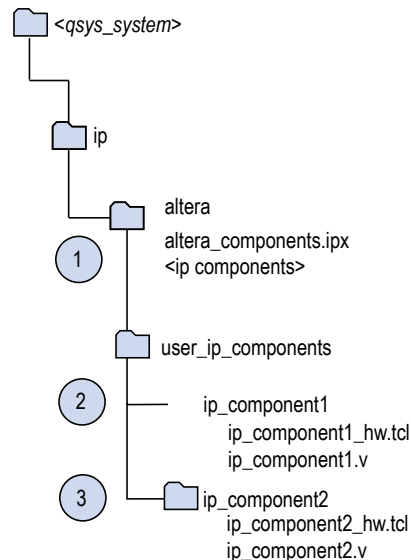 <qsys_system>
ip
altera
altera_components.ipx
<ip components>
1
user_ip_components
2
ip_component1
ip_component1_hw.tcl
ip_component1.v
3
ip_component2
ip_component2_hw.tcl
ip_component2.v